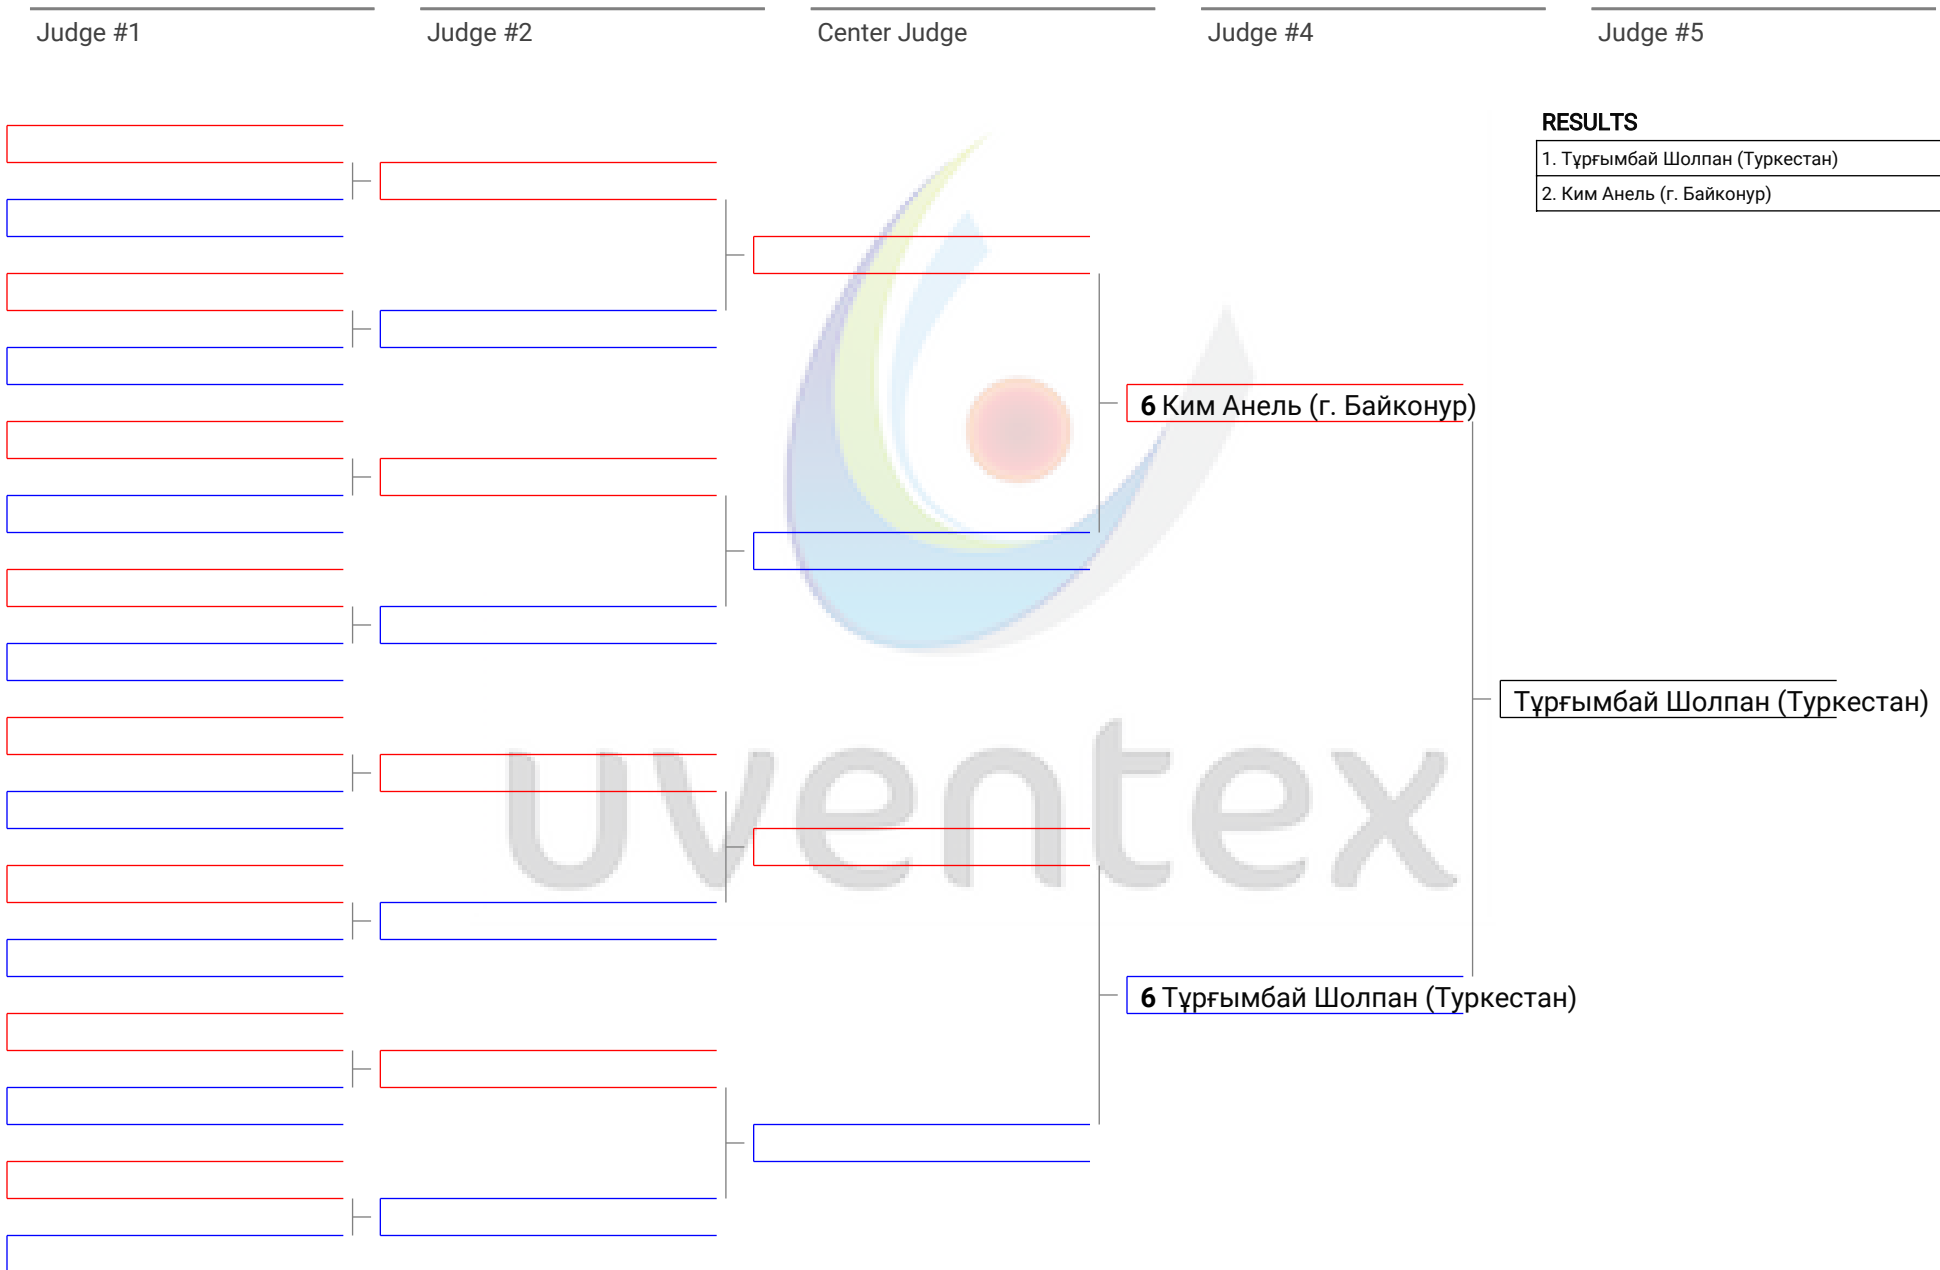 Judge #1
Judge #2
Center Judge
Judge #4
Judge #5
RESULTS
1. Тұрғымбай Шолпан (Туркестан)
2. Ким Анель (г. Байконур)
6 Ким Анель (г. Байконур)
Тұрғымбай Шолпан (Туркестан)
uventex
6 Тұрғымбай Шолпан (Туркестан)